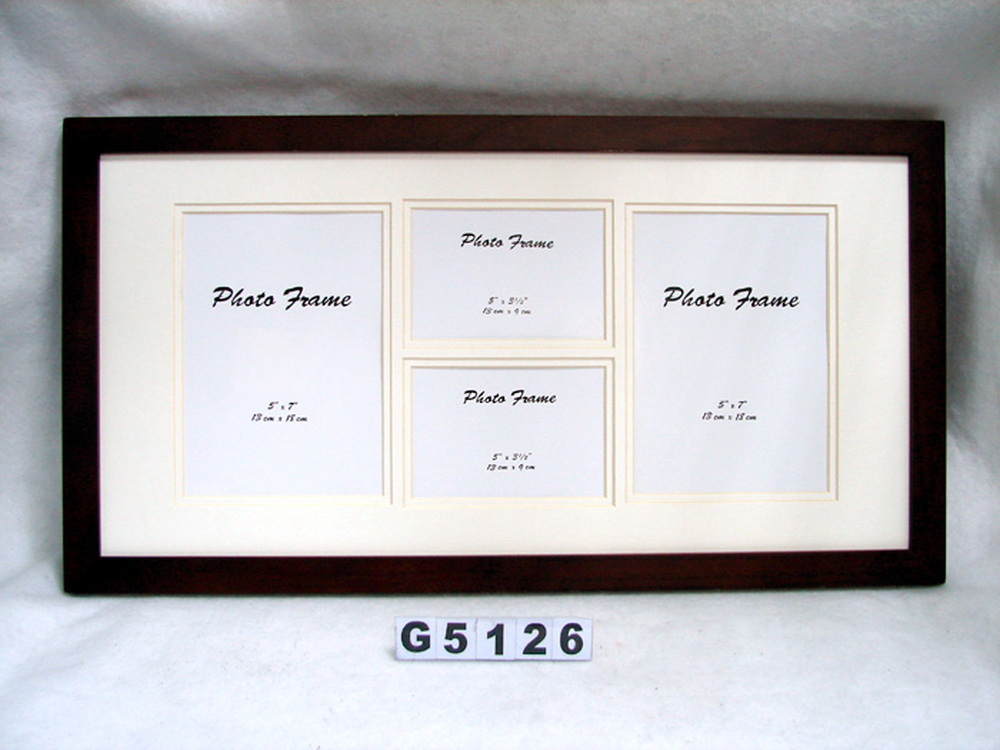 Photo Frame
5" x 7"
13 cm x 18 cm
Photo Frame
5" x 3½"
13 cm x 9 cm
Photo Frame
5" x 3½"
13 cm x 9 cm
Photo Frame
5" x 7"
13 cm x 18 cm
G5126